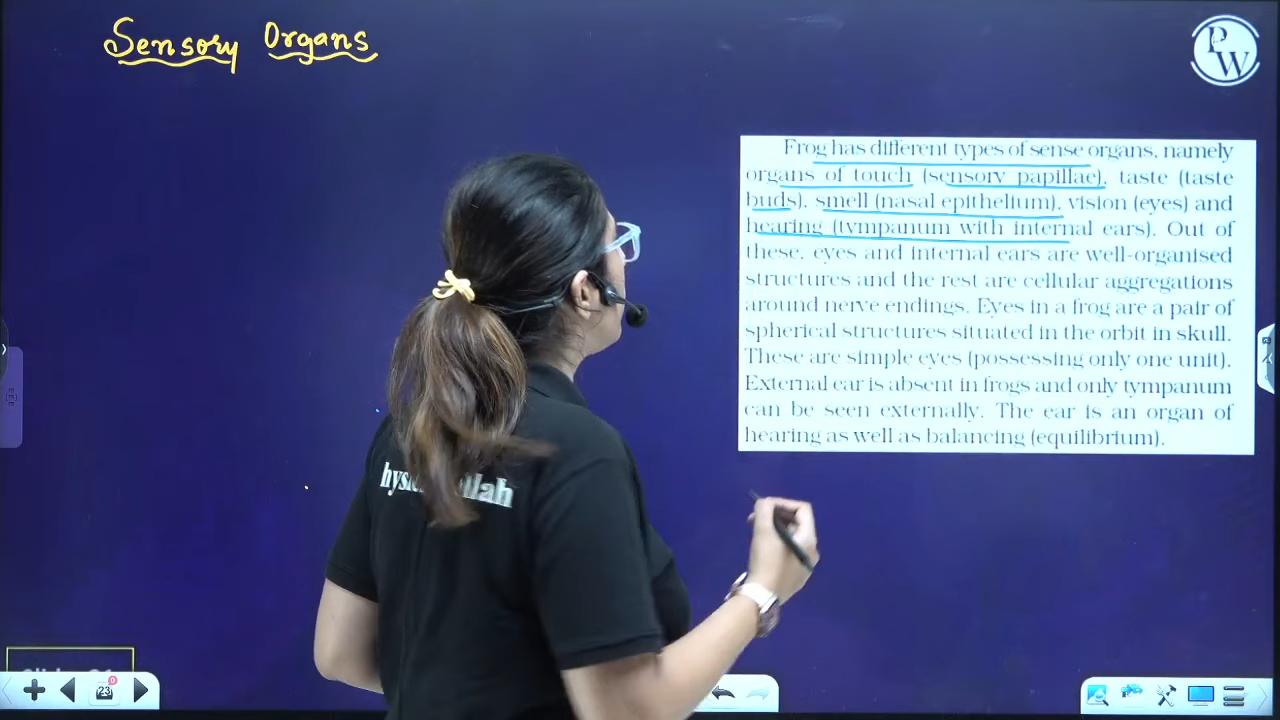 Sensory Organs
PW
Frog has different types of sense organs, namely
organs of touch (sensory papillae), taste (taste
buds), smell (nasal epithelium), vision (eyes) and
hearing (tympanum with internal ears). Out of
these, eyes and internal ears are well-organised
structures and the rest are cellular aggregations
around nerve endings. Eyes in a frog are a pair of
spherical structures situated in the orbit in skull.
These are simple eyes (possessing only one unit).
External ear is absent in frogs and only tympanum
can be seen externally. The ear is an organ of
hearing as well as balancing (equilibrium).
23